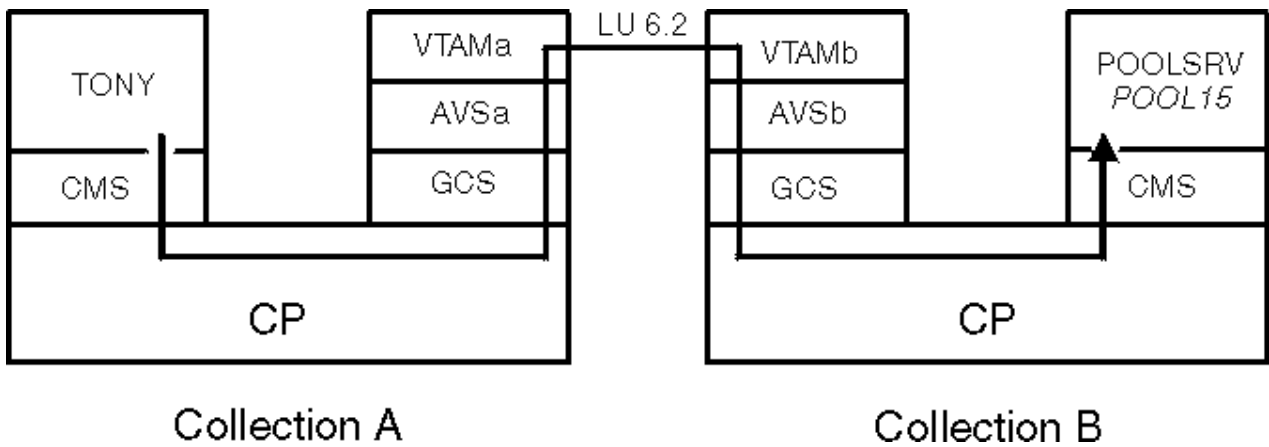 TONY
CMS
VTAMa
AVSa
GCS
CP
Collection A
LU 6.2
VTAMb
AVSb
GCS
POOLSRV
POOL15
CMS
CP
Collection B